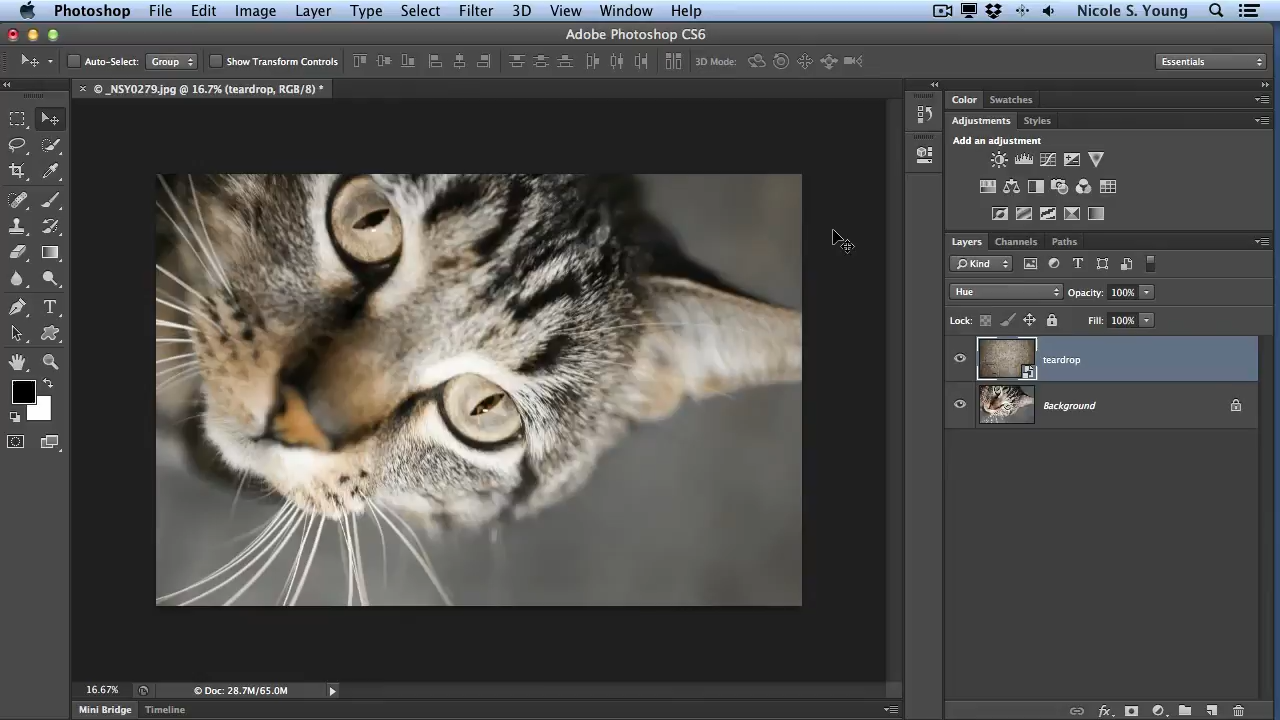 Photoshop File Edit Image Layer Type Select Filter 3D View Window Help Nicole S. Young
Adobe Photoshop CS6
Auto-Select: Group Show Transform Controls 3D Mode: Essentials
© _NSY0279.jpg @ 16.7% (teardrop, RGB/8) *
Color Swatches
Adjustments Styles
Add an adjustment
Layers Channels Paths
Kind
Hue Opacity: 100%
Lock: Fill: 100%
teardrop
Background
16.67% © Doc: 28.7M/65.0M
Mini Bridge Timeline